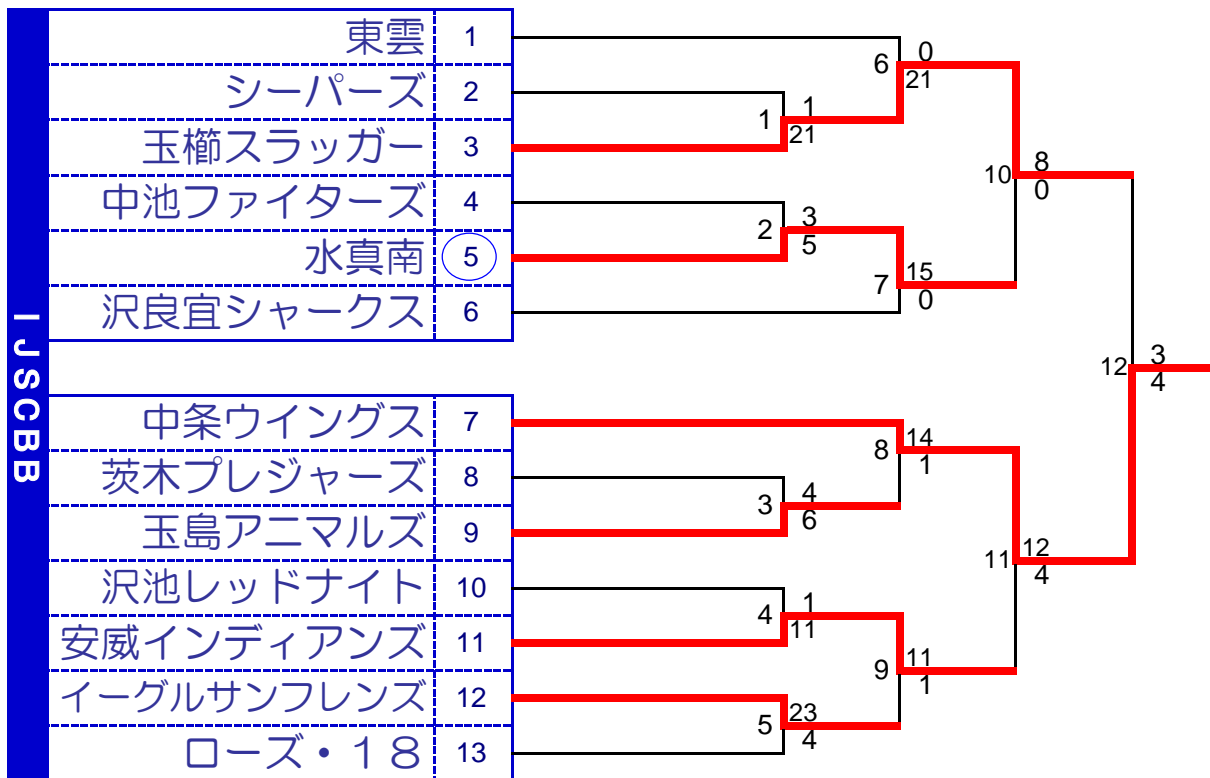 IJSCBB
東雲 1
シーパーズ 2
玉櫛スラッガー 3
中池ファイターズ 4
水真南 5
沢良宜シャークス 6
中条ウイングス 7
茨木プレジャーズ 8
玉島アニマルズ 9
沢池レッドナイト 10
安威インディアンズ 11
イーグルサンフレンズ 12
ローズ・18 13
6 0
21
1 1
21
10 8
0
2 3
5
7 15
0
12 3
4
8 14
1
3 4
6
11 12
4
4 1
11
9 11
1
5 23
4